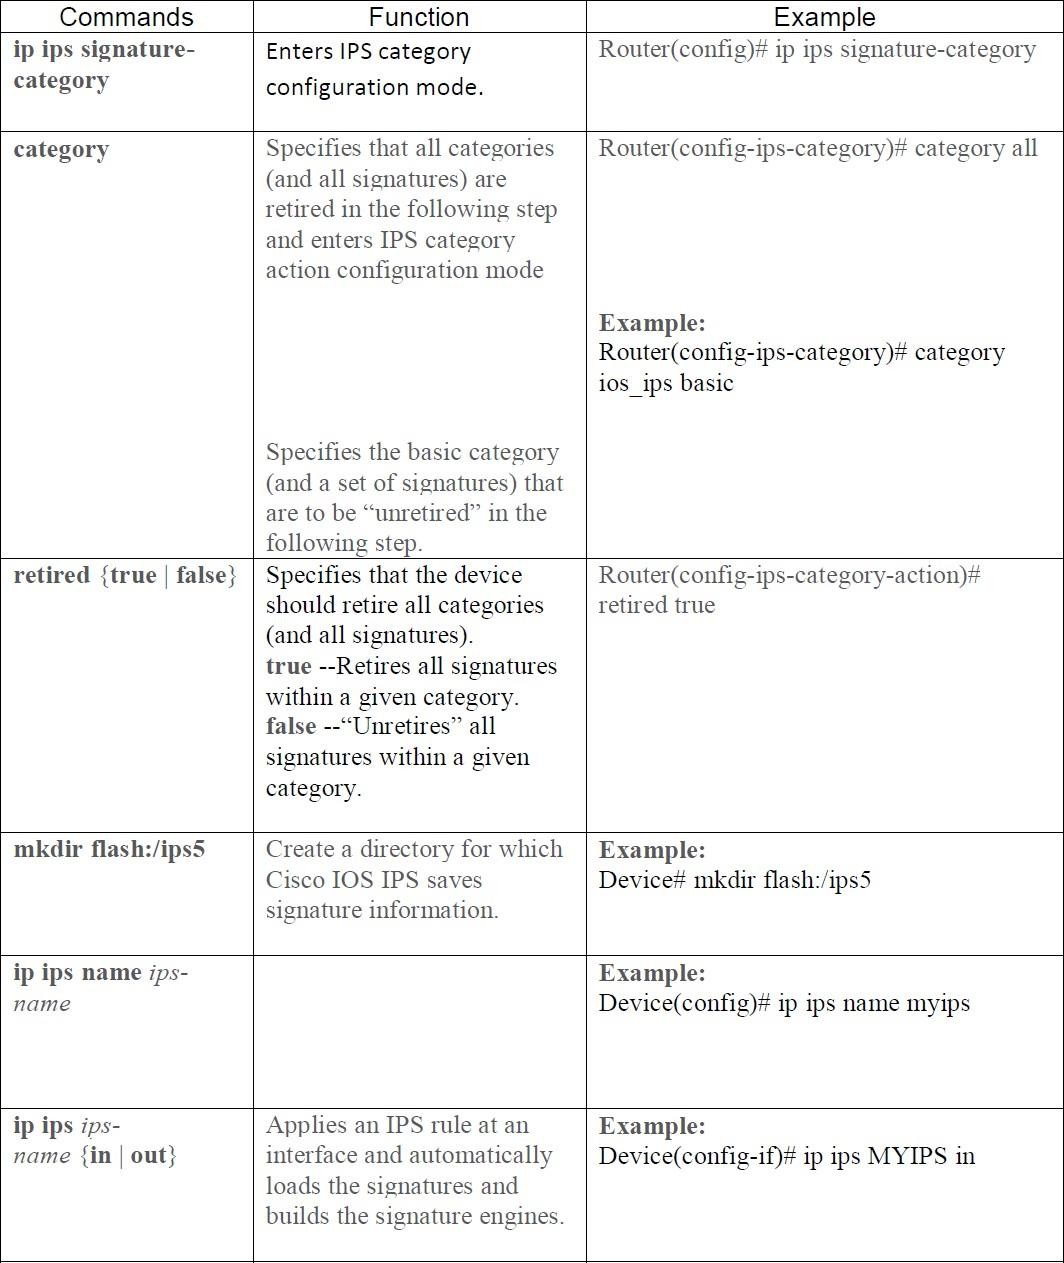 Commands
Function
Example
ip ips signature-
category
Enters IPS category
configuration mode.
Router(config)# ip ips signature-category
category
Specifies that all categories
(and all signatures) are
retired in the following step
and enters IPS category
action configuration mode
Specifies the basic category
(and a set of signatures) that
are to be “unretired” in the
following step.
Router(config-ips-category)# category all
Example:
Router(config-ips-category)# category
ios_ips basic
retired {true | false}
Specifies that the device
should retire all categories
(and all signatures).
true --Retires all signatures
within a given category.
false --“Unretires” all
signatures within a given
category.
Router(config-ips-category-action)#
retired true
mkdir flash:/ips5
Create a directory for which
Cisco IOS IPS saves
signature information.
Example:
Device# mkdir flash:/ips5
ip ips name ips-
name
Example:
Device(config)# ip ips name myips
ip ips ips-
name {in | out}
Applies an IPS rule at an
interface and automatically
loads the signatures and
builds the signature engines.
Example:
Device(config-if)# ip ips MYIPS in